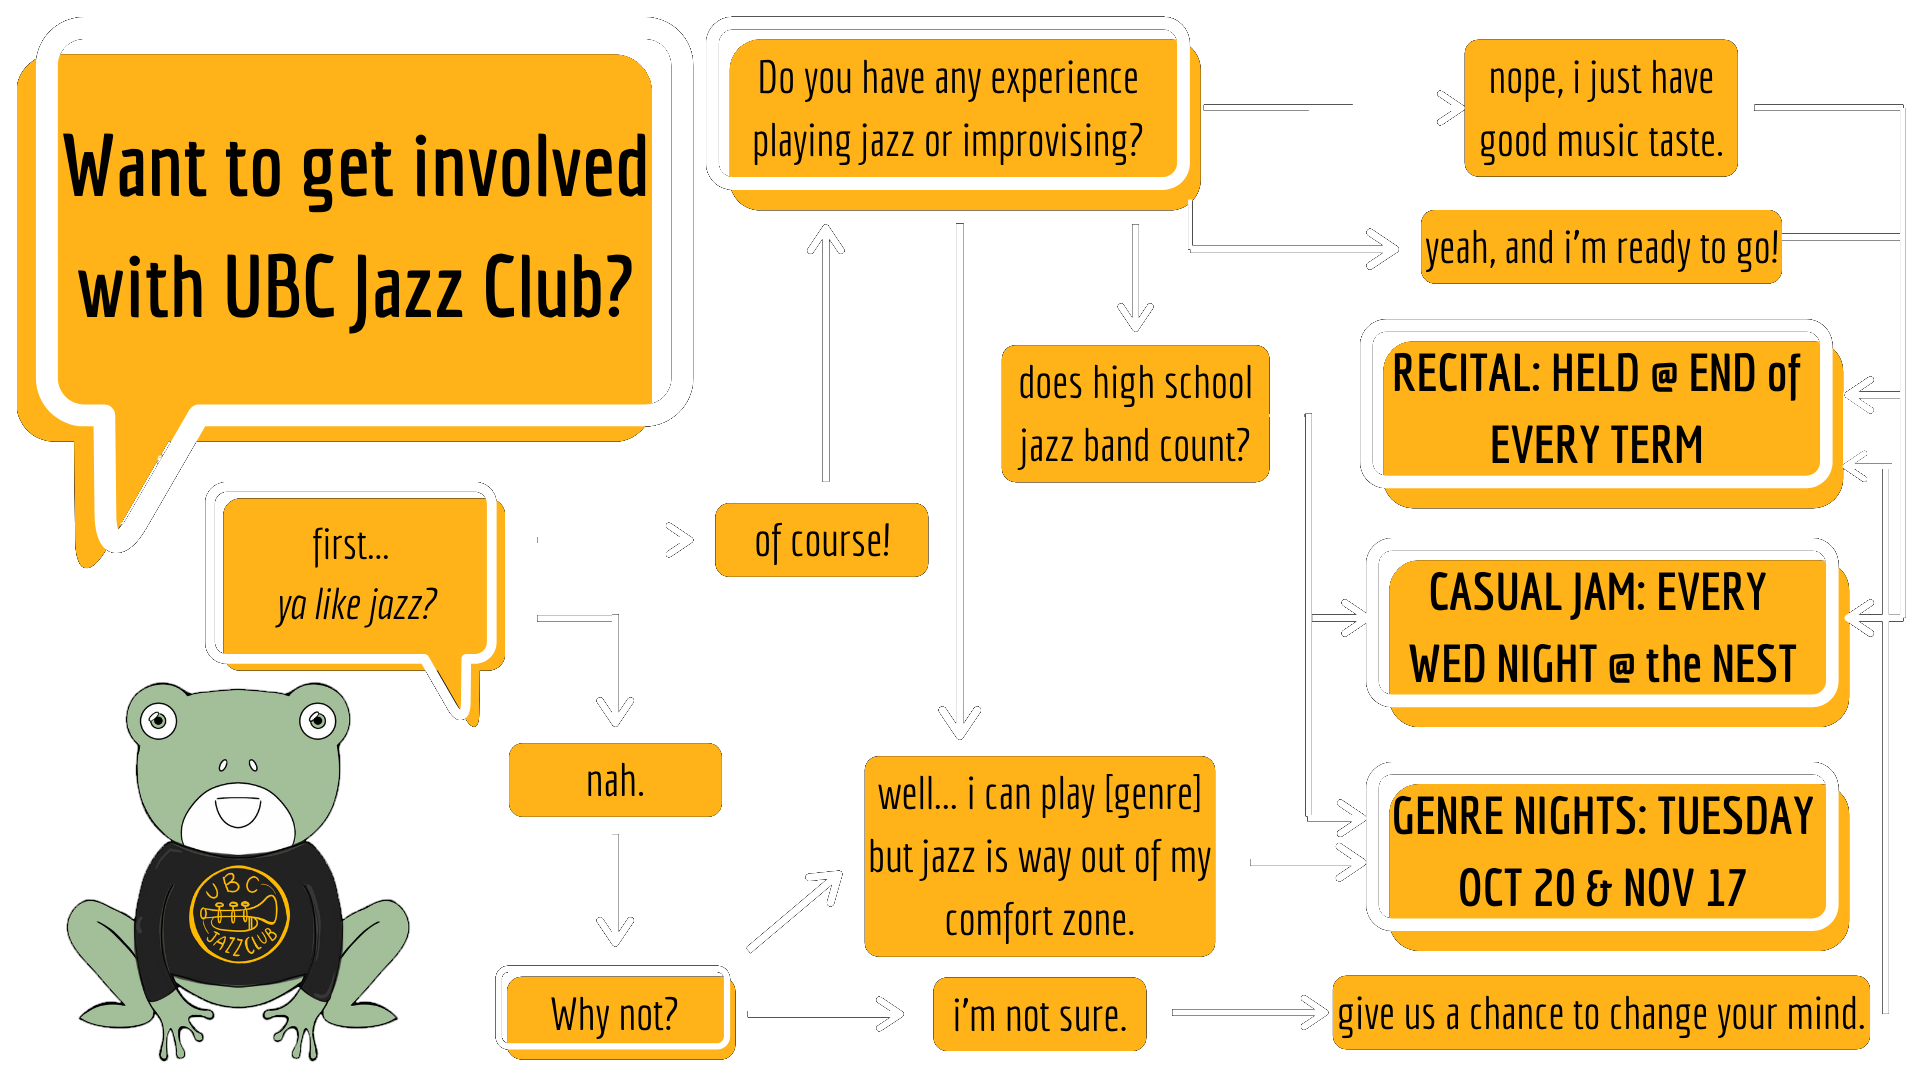 Want to get involved
with UBC Jazz Club?
first...
ya like jazz?
of course!
nah.
Why not?
Do you have any experience
playing jazz or improvising?
nope, i just have
good music taste.
yeah, and i'm ready to go!
does high school
jazz band count?
well... i can play [genre]
but jazz is way out of my
comfort zone.
i'm not sure.
give us a chance to change your mind.
RECITAL: HELD @ END of
EVERY TERM
CASUAL JAM: EVERY
WED NIGHT @ the NEST
GENRE NIGHTS: TUESDAY
OCT 20 & NOV 17
UBC
JAZZ CLUB